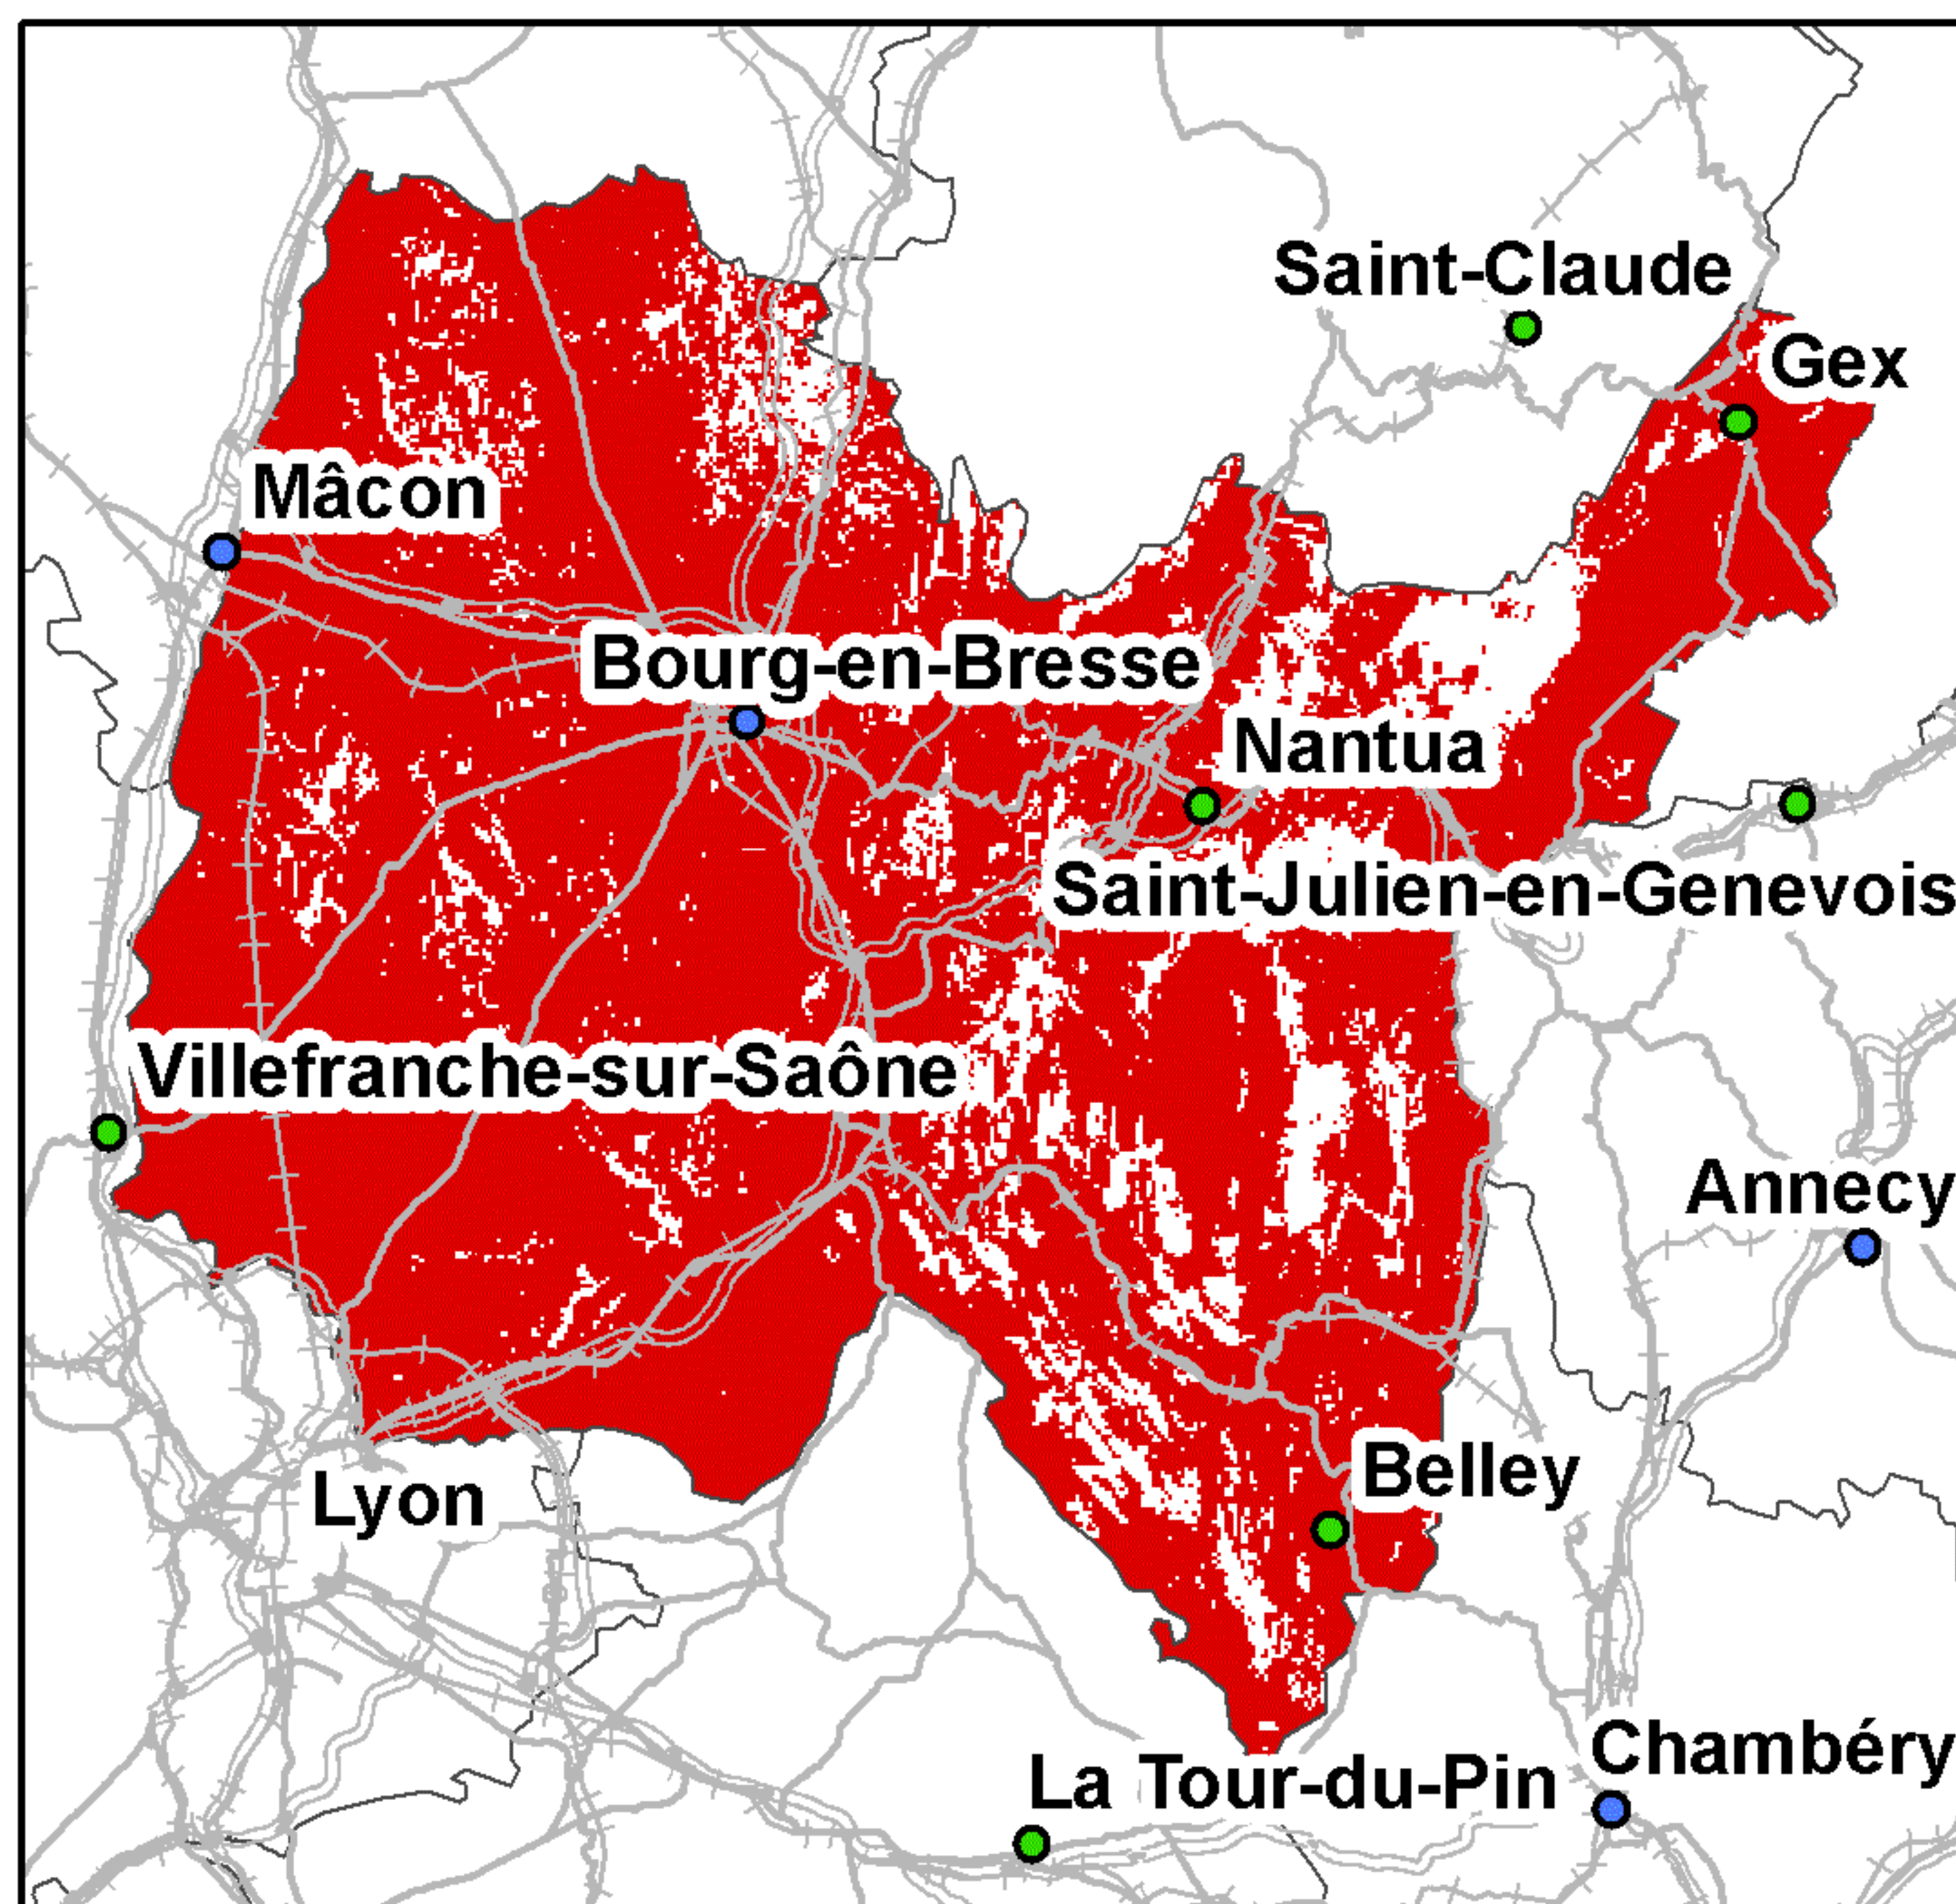 Saint-Claude
Gex
Mâcon
Bourg-en-Bresse
Nantua
Saint-Julien-en-Genevois
Villefranche-sur-Saône
Annecy
Belley
Lyon
Chambéry
La Tour-du-Pin